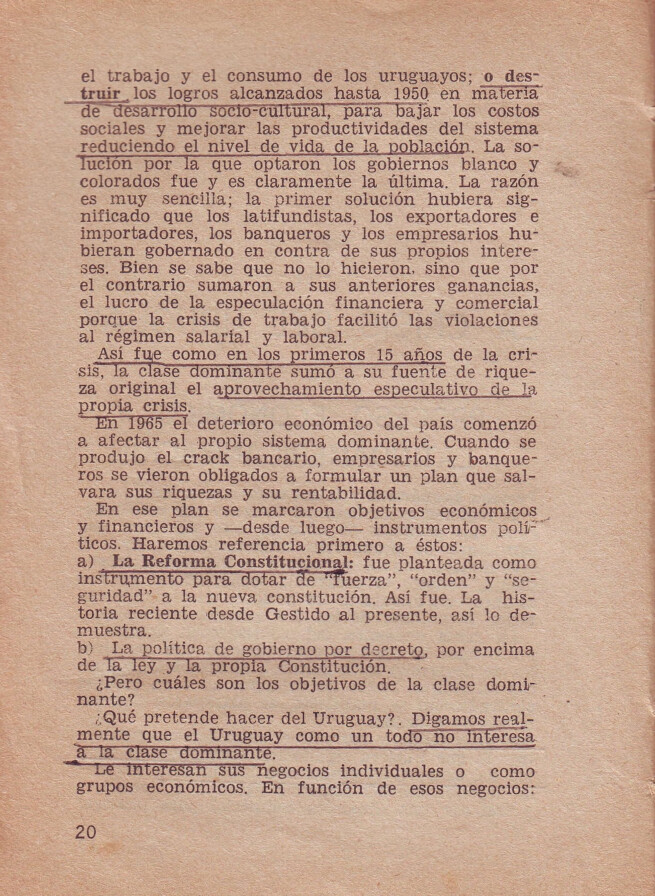 el trabajo y el consumo de los uruguayos; o des-
truir los logros alcanzados hasta 1950 en materia
de desarrollo socio-cultural, para bajar los costos
sociales y mejorar las productividades del sistema
reduciendo el nivel de vida de la población. La so-
lución por la que optaron los gobiernos blanco y
colorados fue y es claramente la última. La razón
es muy sencilla; la primer solución hubiera sig-
nificado que los latifundistas, los exportadores e
importadores, los banqueros y los empresarios hu-
bieran gobernado en contra de sus propios intere-
ses. Bien se sabe que no lo hicieron, sino que por
el contrario sumaron a sus anteriores ganancias,
el lucro de la especulación financiera y comercial
porque la crisis de trabajo facilitó las violaciones
al régimen salarial y laboral.
Así fue como en los primeros 15 años de la cri-
sis, la clase dominante sumó a su fuente de rique-
za original el aprovechamiento especulativo de la
propia crisis.
En 1965 el deterioro económico del país comenzó
a afectar al propio sistema dominante. Cuando se
produjo el crack bancario, empresarios y banque-
ros se vieron obligados a formular un plan que sal-
vara sus riquezas y su rentabilidad.
En ese plan se marcaron objetivos económicos
y financieros y —desde luego— instrumentos polí-
ticos. Haremos referencia primero a éstos:
a) La Reforma Constitucional: fue planteada como
instrumento para dotar de "fuerza", "orden" y "se-
guridad" a la nueva constitución. Así fue. La his-
toria reciente desde Gestido al presente, así lo de-
muestra.
b) La política de gobierno por decreto, por encima
de la ley y la propia Constitución.
¿Pero cuáles son los objetivos de la clase domi-
nante?
¿Qué pretende hacer del Uruguay?. Digamos real-
mente que el Uruguay como un todo no interesa
a la clase dominante.
Le interesan sus negocios individuales o como
grupos económicos. En función de esos negocios:
20